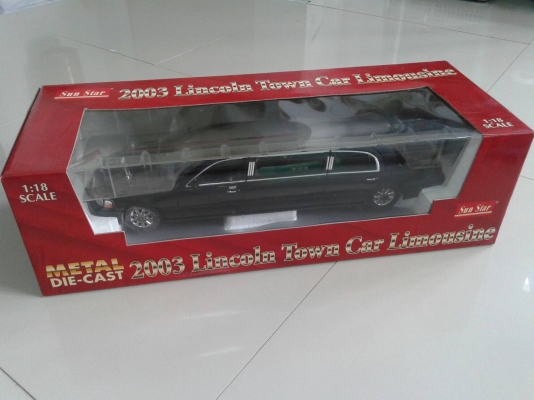 Sun Star
2003 Lincoln Town Car Limousine
1:18
SCALE
1:18
SCALE
Sun Star
METAL
DIE-CAST
2003 Lincoln Town Car Limousine